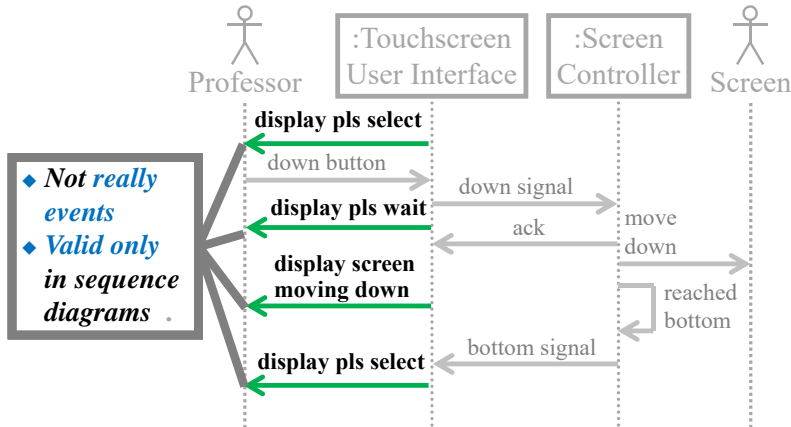 :Touchscreen
User Interface
:Screen
Controller
Professor
Screen
display pls select
down button
down signal
display pls wait
ack
move
down
display screen
moving down
reached
bottom
bottom signal
display pls select
◆ Not really
events
◆ Valid only
in sequence
diagrams .